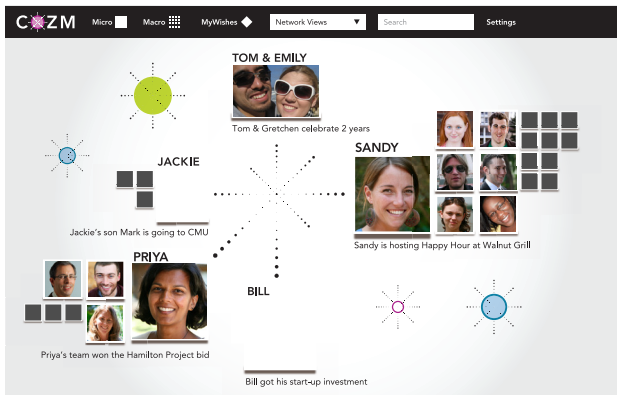 COZM
Micro
Macro
MyWishes
Network Views
Search
Settings
TOM & EMILY
Tom & Gretchen celebrate 2 years
JACKIE
Jackie's son Mark is going to CMU
SANDY
Sandy is hosting Happy Hour at Walnut Grill
PRIYA
Priya's team won the Hamilton Project bid
BILL
Bill got his start-up investment